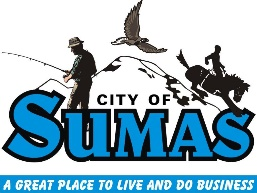 CITY OF
SUMAS
A GREAT PLACE TO LIVE AND DO BUSINESS